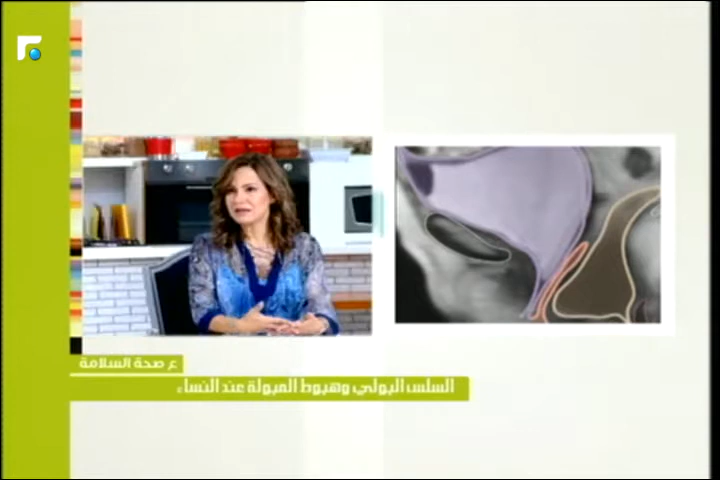 ع صحة السلامة
السلس البولي وهبوط المبولة عند النساء